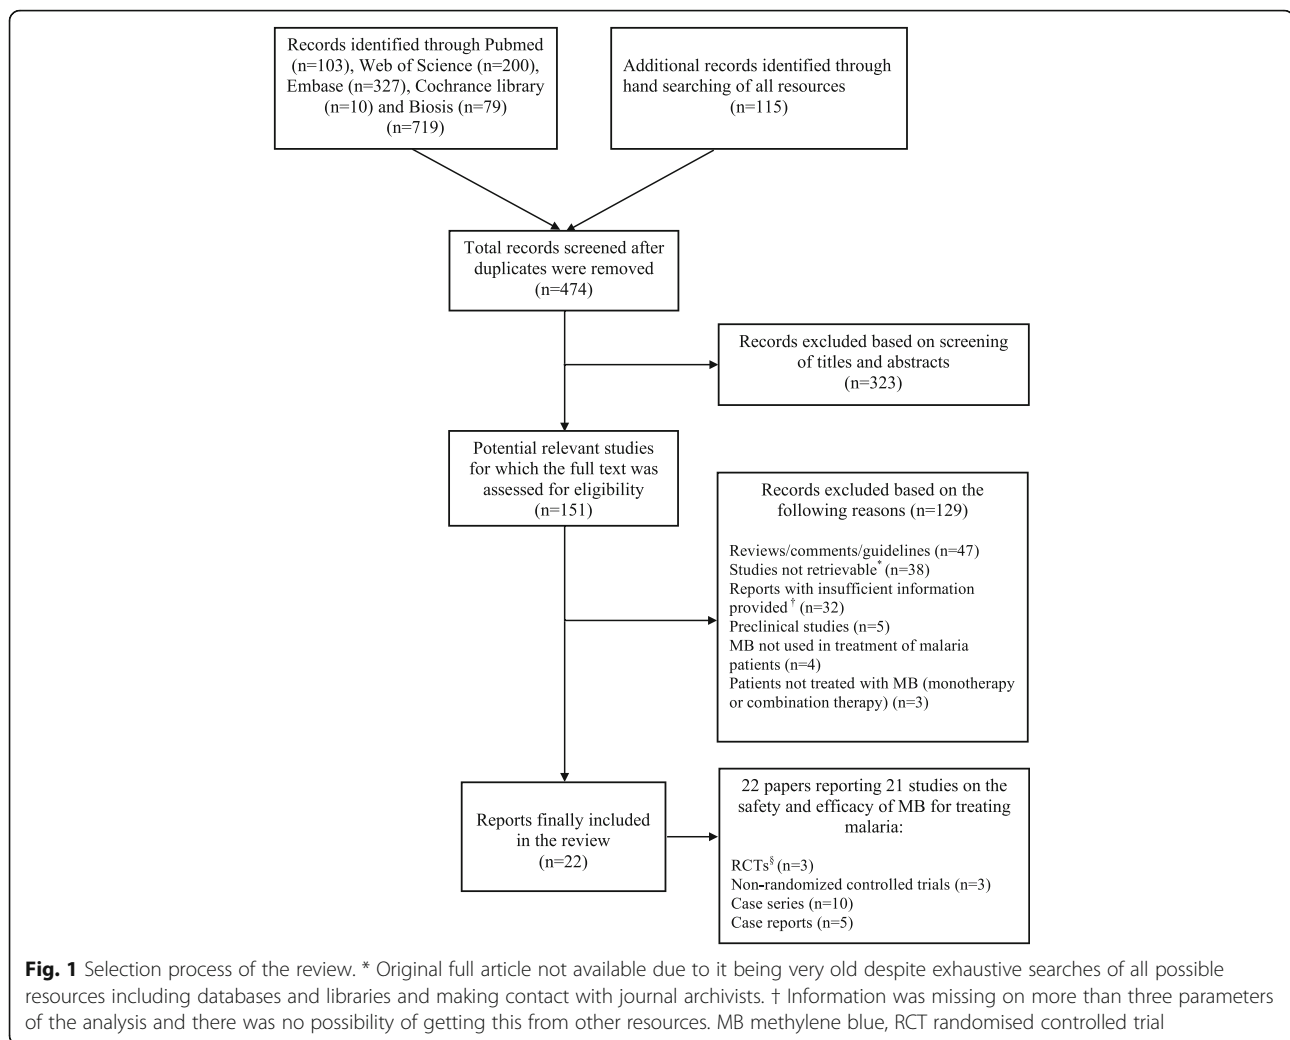 Records identified through Pubmed
(n=103), Web of Science (n=200),
Embase (n=327), Cochrance library
(n=10) and Biosis (n=79)
(n=719)
Additional records identified through
hand searching of all resources
(n=115)
Total records screened after
duplicates were removed
(n=474)
Records excluded based on screening
of titles and abstracts
(n=323)
Potential relevant studies
for which the full text was
assessed for eligibility
(n=151)
Records excluded based on the
following reasons (n=129)
Reviews/comments/guidelines (n=47)
Studies not retrievable* (n=38)
Reports with insufficient information
provided† (n=32)
Preclinical studies (n=5)
MB not used in treatment of malaria
patients (n=4)
Patients not treated with MB (monotherapy
or combination therapy) (n=3)
Reports finally included
in the review
(n=22)
22 papers reporting 21 studies on the
safety and efficacy of MB for treating
malaria:
RCTs§ (n=3)
Non-randomized controlled trials (n=3)
Case series (n=10)
Case reports (n=5)
Fig. 1 Selection process of the review. * Original full article not available due to it being very old despite exhaustive searches of all possible
resources including databases and libraries and making contact with journal archivists. † Information was missing on more than three parameters
of the analysis and there was no possibility of getting this from other resources. MB methylene blue, RCT randomised controlled trial